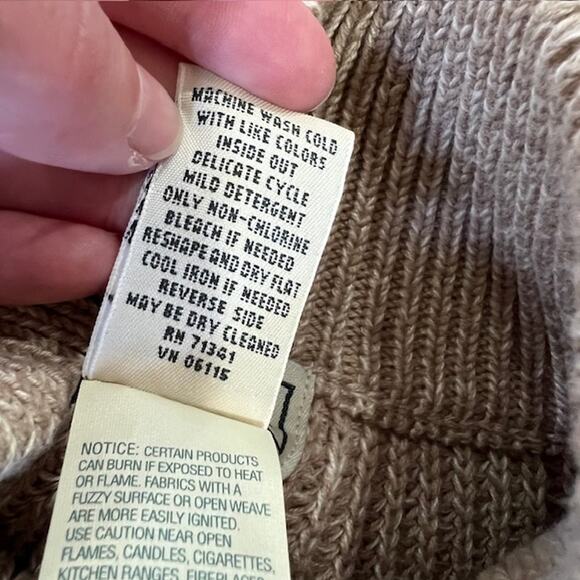 MACHINE WASH COLD
WITH LIKE COLORS
INSIDE OUT
DELICATE CYCLE
MILD DETERGENT
ONLY NON-CHLORINE
BLEACH IF NEEDED
RESHAPE AND DRY FLAT
COOL IRON IF NEEDED
REVERSE SIDE
MAY BE DRY CLEANED
RN 71341
VN 06115
NOTICE: CERTAIN PRODUCTS
CAN BURN IF EXPOSED TO HEAT
OR FLAME. FABRICS WITH A
FUZZY SURFACE OR OPEN WEAVE
ARE MORE EASILY IGNITED.
USE CAUTION NEAR OPEN
FLAMES, CANDLES, CIGARETTES,
KITCHEN RANGES, FIREPLACES